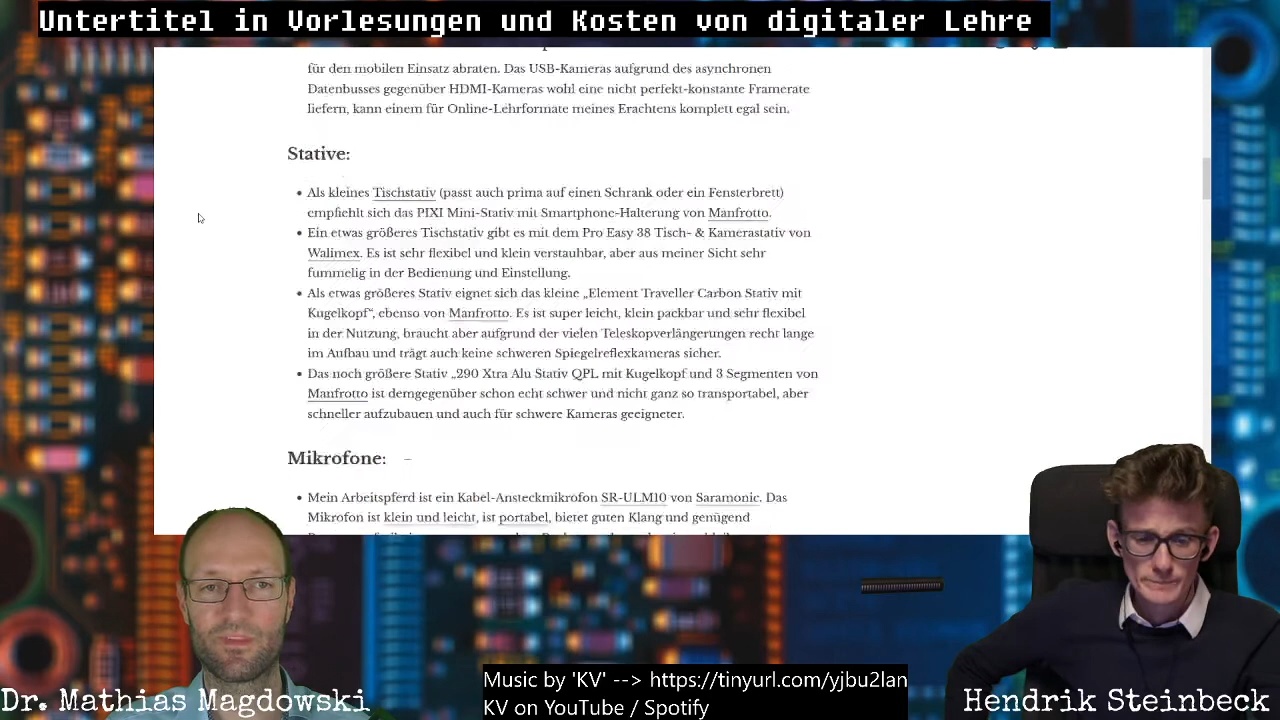 Untertitel in Vorlesungen und Kosten von digitaler Lehre
für den mobilen Einsatz abraten. Das USB-Kameras aufgrund des asynchronen
Datenbusses gegenüber HDMI-Kameras wohl eine nicht perfekt-konstante Framerate
liefern, kann einem für Online-Lehrformate meines Erachtens komplett egal sein.
Stative:
• Als kleines Tischstativ (passt auch prima auf einen Schrank oder ein Fensterbrett)
empfiehlt sich das PIXI Mini-Stativ mit Smartphone-Halterung von Manfrotto.
• Ein etwas größeres Tischstativ gibt es mit dem Pro Easy 38 Tisch- & Kamerastativ von
Walimex. Es ist sehr flexibel und klein verstauhbar, aber aus meiner Sicht sehr
fummelig in der Bedienung und Einstellung.
• Als etwas größeres Stativ eignet sich das kleine „Element Traveller Carbon Stativ mit
Kugelkopf“, ebenso von Manfrotto. Es ist super leicht, klein packbar und sehr flexibel
in der Nutzung, braucht aber aufgrund der vielen Teleskopverlängerungen recht lange
im Aufbau und trägt auch keine schweren Spiegelreflexkameras sicher.
• Das noch größere Stativ „290 Xtra Alu Stativ QPL mit Kugelkopf und 3 Segmenten von
Manfrotto ist demgegenüber schon echt schwer und nicht ganz so transportabel, aber
schneller aufzubauen und auch für schwere Kameras geeigneter.
Mikrofone:
• Mein Arbeitspferd ist ein Kabel-Ansteckmikrofon SR-ULM10 von Saramonic. Das
Mikrofon ist klein und leicht, ist portabel, bietet guten Klang und genügend
Dr. Mathias Magdowski
Music by 'KV' --> https://tinyurl.com/yjbu2lan
KV on YouTube / Spotify
Hendrik Steinbeck